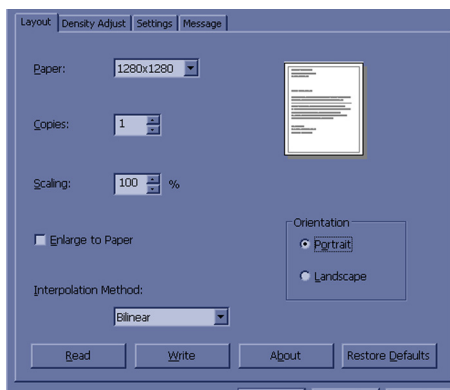 Layout Density Adjust Settings Message
Paper: 1280x1280
Copies: 1
Scaling: 100 %
Enlarge to Paper
Orientation
Portrait
Landscape
Interpolation Method:
Bilinear
Read Write About Restore Defaults